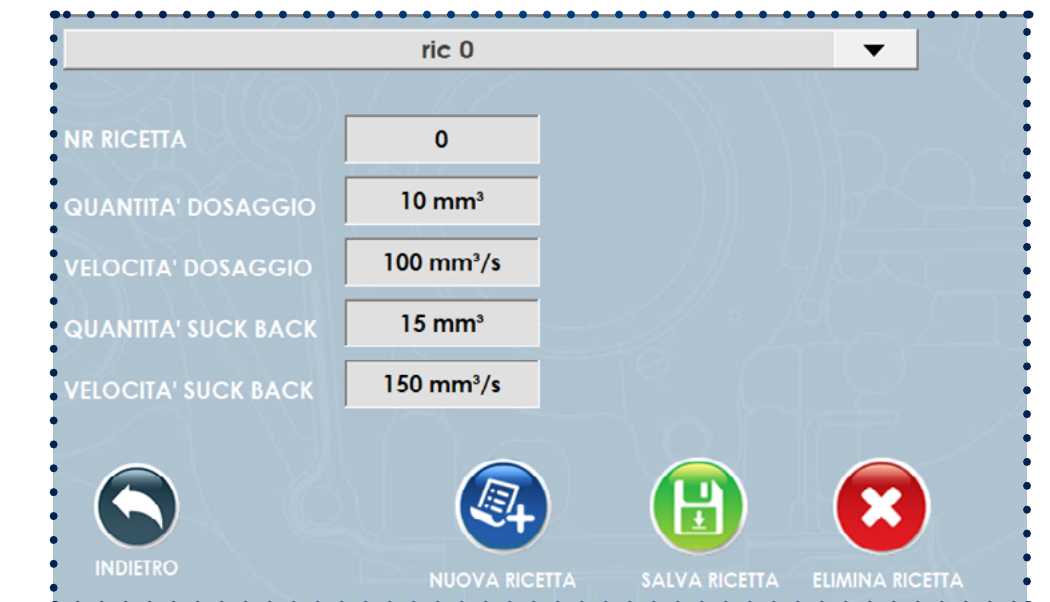 ric 0
NR RICETTA 0
QUANTITA' DOSAGGIO 10 mm³
VELOCITA' DOSAGGIO 100 mm³/s
QUANTITA' SUCK BACK 15 mm³
VELOCITA' SUCK BACK 150 mm³/s
INDIETRO
NUOVA RICETTA
SALVA RICETTA
ELIMINA RICETTA